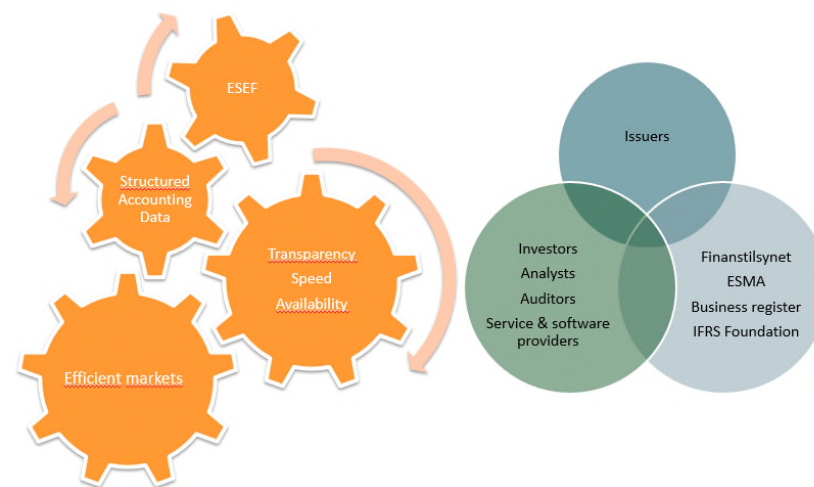 ESEF
Structured
Accounting
Data
Transparency
Speed
Availability
Efficient markets
Issuers
Investors
Analysts
Auditors
Service & software
providers
Finanstilsynet
ESMA
Business register
IFRS Foundation